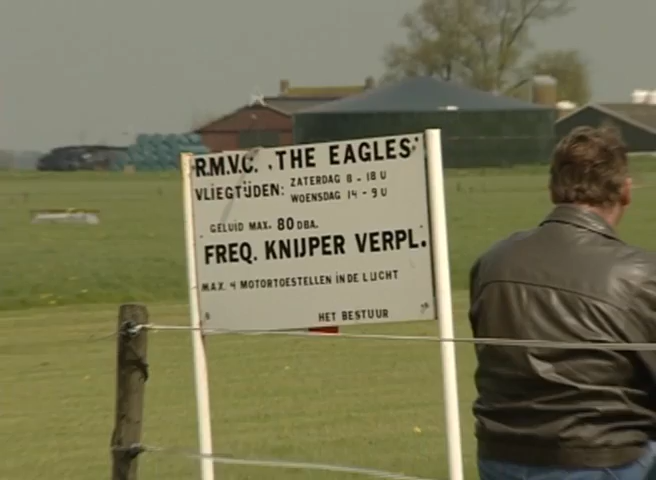 R.M.V.C. "THE EAGLES"
VLIEGTIJDEN: ZATERDAG 8 - 18 U
WOENSDAG 14 - 9 U
GELUID MAX. 80 DBA.
FREQ. KNIJPER VERPL.
MAX. 4 MOTORTOESTELLEN IN DE LUCHT
HET BESTUUR